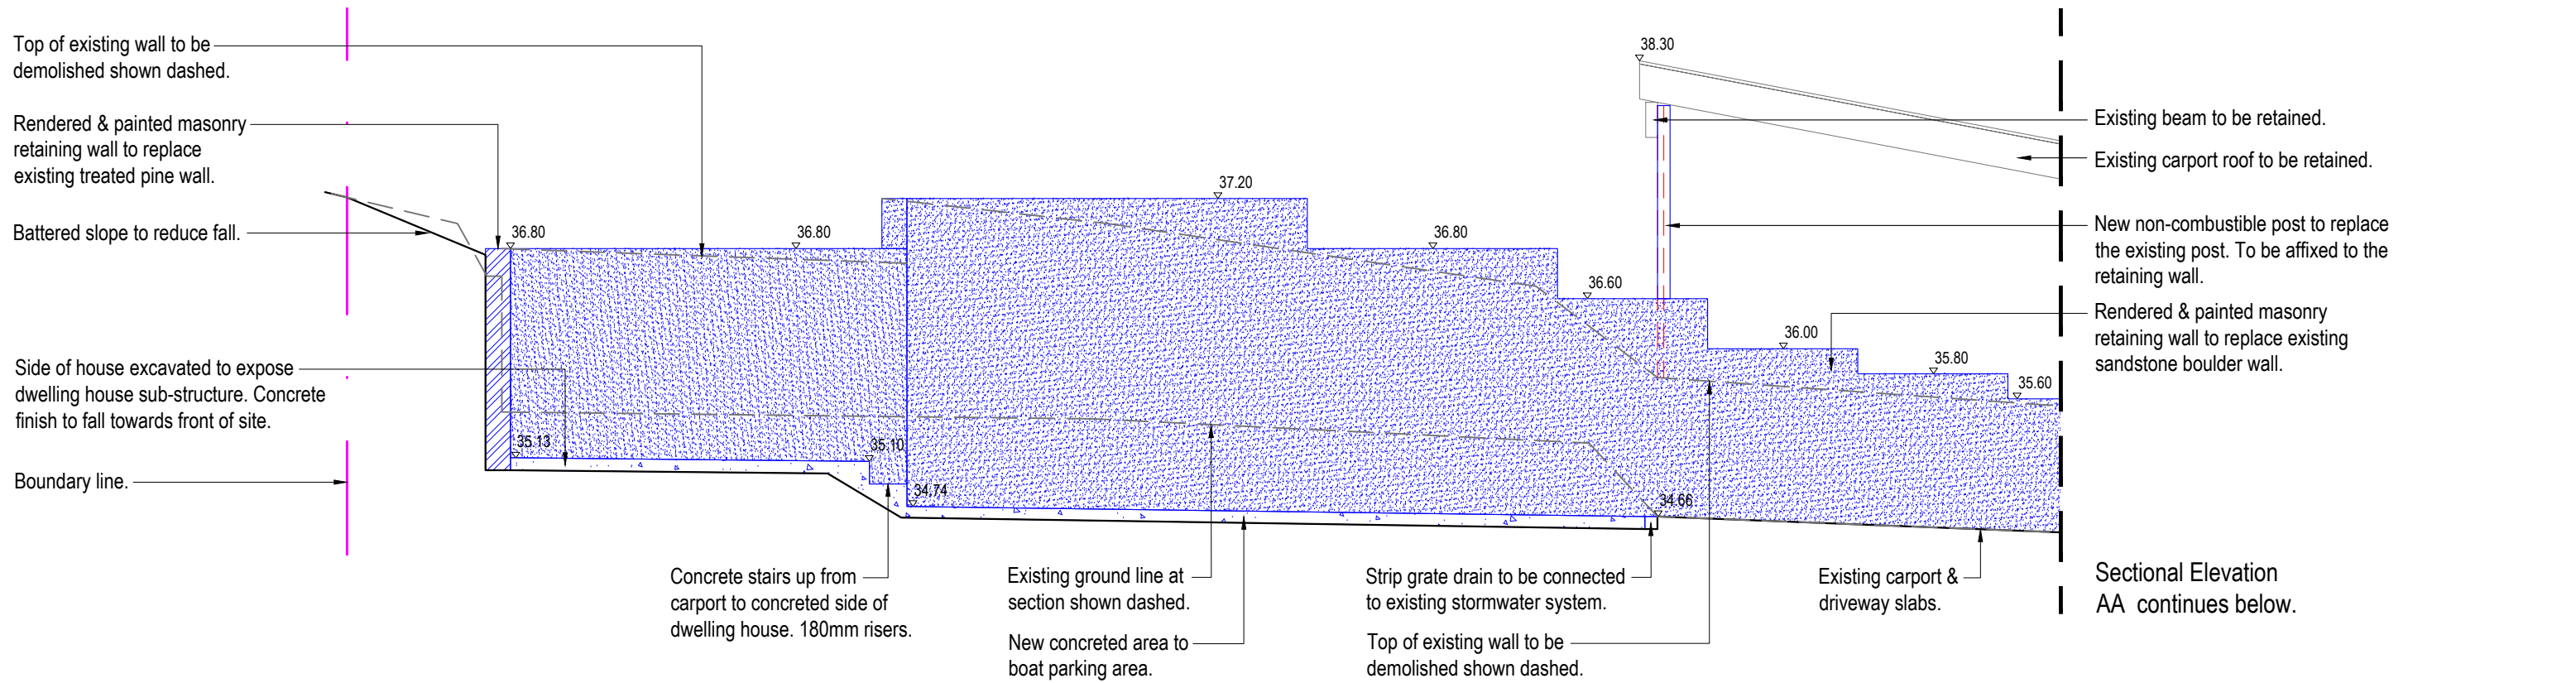 Top of existing wall to be
demolished shown dashed.
Rendered & painted masonry
retaining wall to replace
existing treated pine wall.
Battered slope to reduce fall.
Side of house excavated to expose
dwelling house sub-structure. Concrete
finish to fall towards front of site.
Boundary line.
36.80
36.80
37.20
36.80
36.60
38.30
36.00
35.80
35.60
35.13
35.10
34.74
34.66
Concrete stairs up from
carport to concreted side of
dwelling house. 180mm risers.
Existing ground line at
section shown dashed.
New concreted area to
boat parking area.
Strip grate drain to be connected
to existing stormwater system.
Top of existing wall to be
demolished shown dashed.
Existing carport &
driveway slabs.
Existing beam to be retained.
Existing carport roof to be retained.
New non-combustible post to replace
the existing post. To be affixed to the
retaining wall.
Rendered & painted masonry
retaining wall to replace existing
sandstone boulder wall.
Sectional Elevation
AA continues below.